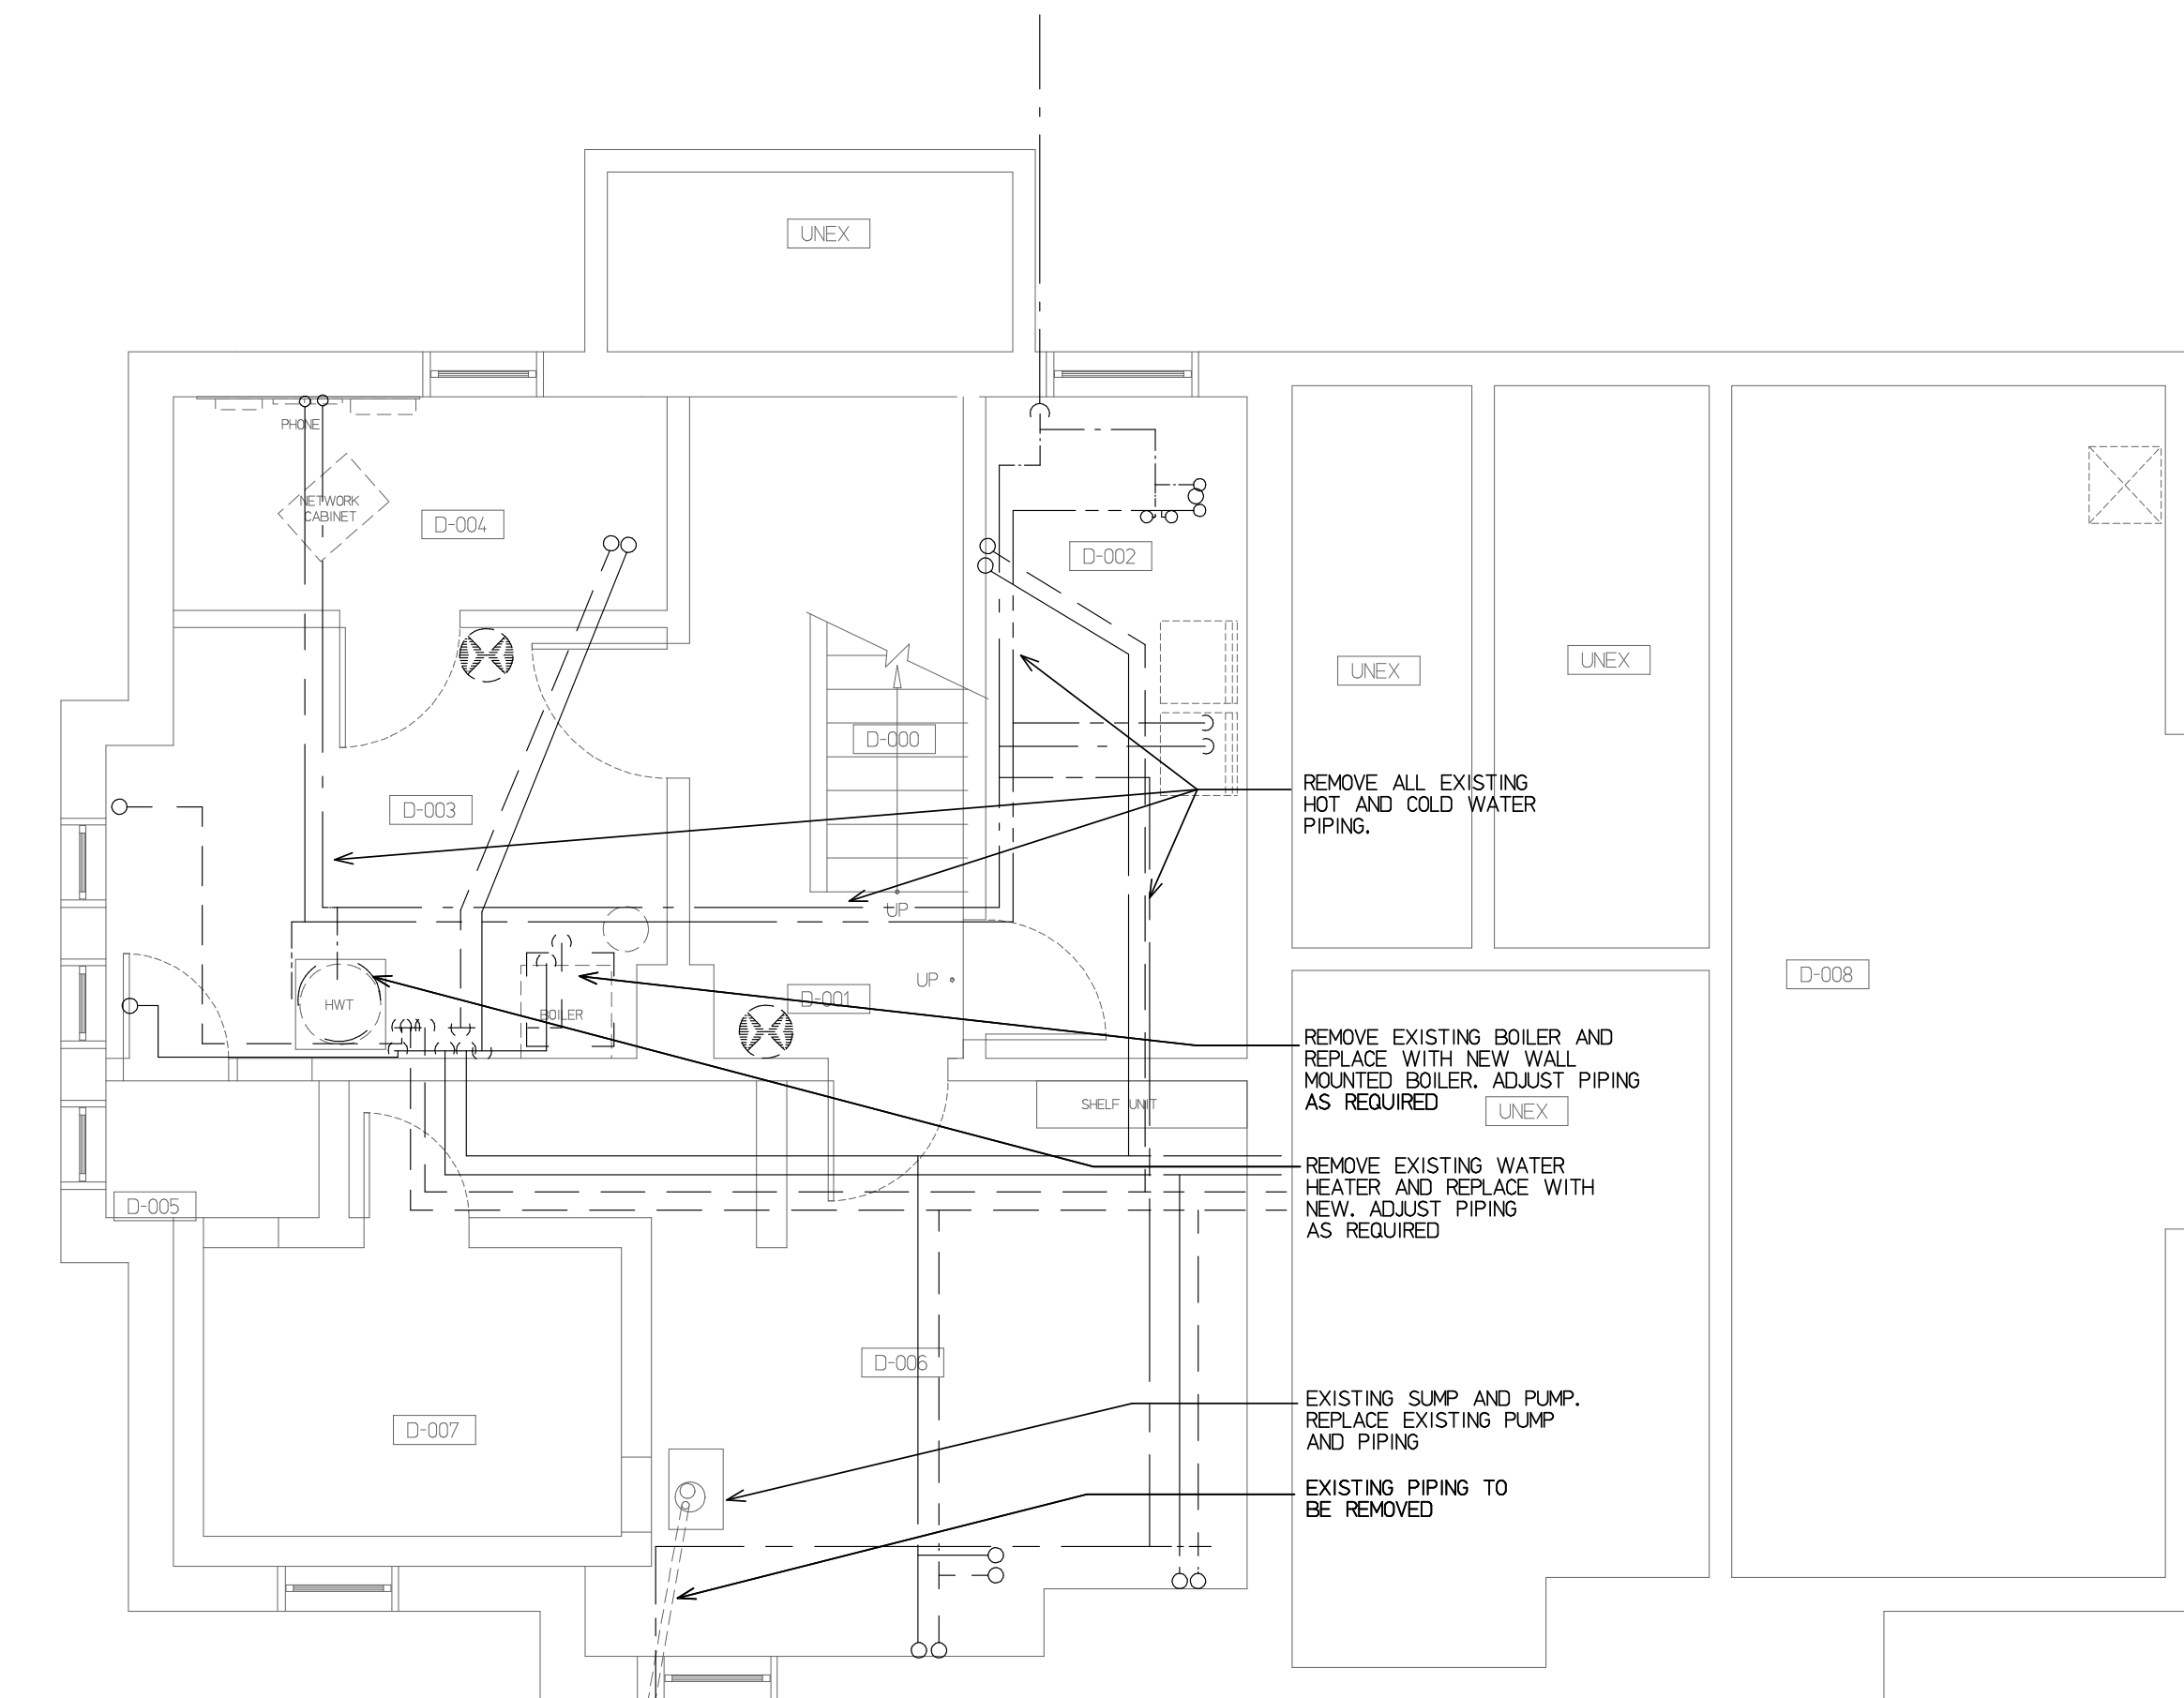 UNEX
PHONE
NETWORK
CABINET
D-004
D-002
UNEX
UNEX
D-000
D-003
REMOVE ALL EXISTING
HOT AND COLD WATER
PIPING.
UP
UP
D-001
HWT
BOILER
D-008
REMOVE EXISTING BOILER AND
REPLACE WITH NEW WALL
MOUNTED BOILER. ADJUST PIPING
AS REQUIRED
UNEX
SHELF UNIT
REMOVE EXISTING WATER
HEATER AND REPLACE WITH
NEW. ADJUST PIPING
AS REQUIRED
D-005
D-006
D-007
EXISTING SUMP AND PUMP.
REPLACE EXISTING PUMP
AND PIPING
EXISTING PIPING TO
BE REMOVED